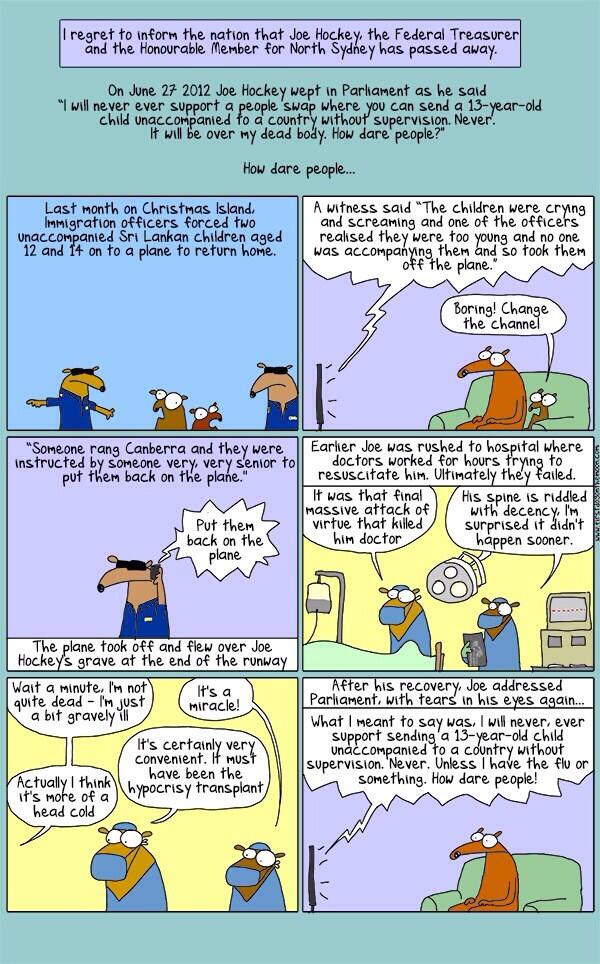 I regret to inform the nation that Joe Hockey, the Federal Treasurer
and the Honourable Member for North Sydney has passed away.
On June 27 2012 Joe Hockey wept in Parliament as he said
"I will never ever support a people swap where you can send a 13-year-old
child unaccompanied to a country without supervision. Never.
It will be over my dead body. How dare people?"
How dare people...
Last month on Christmas Island,
Immigration officers forced two
unaccompanied Sri Lankan children aged
12 and 14 on to a plane to return home.
A witness said "The children were crying
and screaming and one of the officers
realised they were too young and no one
was accompanying them and so took them
off the plane."
Boring! Change
the channel
"Someone rang Canberra and they were
instructed by someone very, very senior to
put them back on the plane."
Put them
back on the
plane
The plane took off and flew over Joe
Hockey's grave at the end of the runway
Earlier Joe was rushed to hospital where
doctors worked for hours trying to
resuscitate him. Ultimately they failed.
It was that final
massive attack of
virtue that killed
him doctor
His spine is riddled
with decency, I'm
surprised it didn't
happen sooner.
Wait a minute, I'm not
quite dead - I'm just
a bit gravely ill
It's a
miracle!
It's certainly very
convenient. It must
have been the
hypocrisy transplant
Actually I think
it's more of a
head cold
After his recovery, Joe addressed
Parliament, with tears in his eyes again...
What I meant to say was, I will never, ever
support sending a 13-year-old child
unaccompanied to a country without
supervision. Never. Unless I have the flu or
something. How dare people!
www.firstdogonthemoon.com